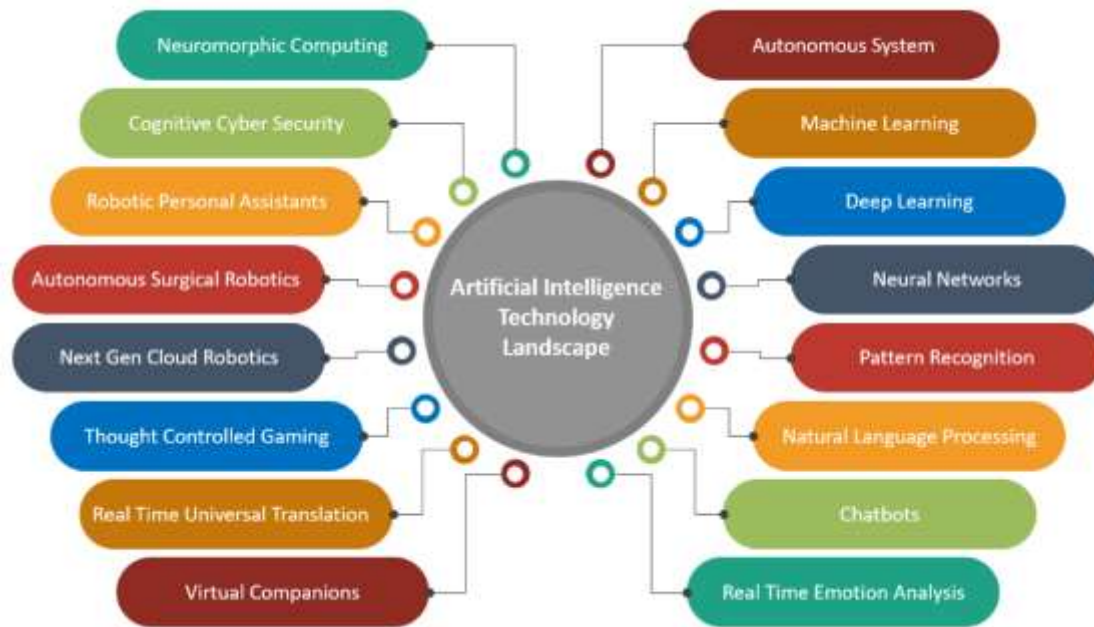 Neuromorphic Computing
Cognitive Cyber Security
Robotic Personal Assistants
Autonomous Surgical Robotics
Next Gen Cloud Robotics
Thought Controlled Gaming
Real Time Universal Translation
Virtual Companions
Artificial Intelligence
Technology
Landscape
Autonomous System
Machine Learning
Deep Learning
Neural Networks
Pattern Recognition
Natural Language Processing
Chatbots
Real Time Emotion Analysis